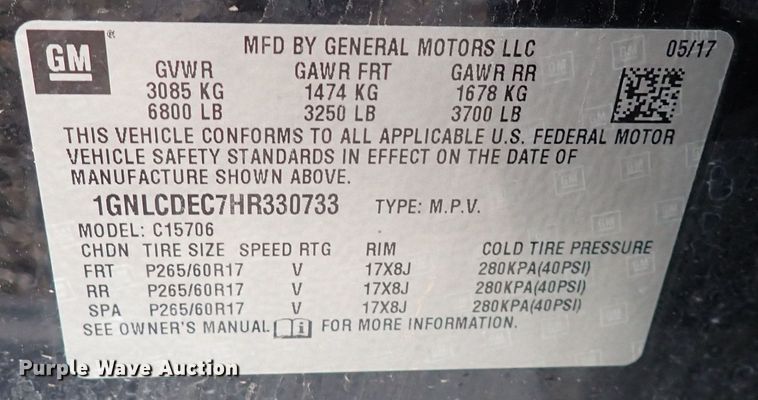 GM ®
MFD BY GENERAL MOTORS LLC 05/17
GVWR GAWR FRT GAWR RR
3085 KG 1474 KG 1678 KG
6800 LB 3250 LB 3700 LB
THIS VEHICLE CONFORMS TO ALL APPLICABLE U.S. FEDERAL MOTOR
VEHICLE SAFETY STANDARDS IN EFFECT ON THE DATE OF
MANUFACTURE SHOWN ABOVE.
1GNLCDEC7HR330733 TYPE: M.P.V.
MODEL: C15706
CHDN TIRE SIZE SPEED RTG RIM COLD TIRE PRESSURE
FRT P265/60R17 V 17X8J 280KPA(40PSI)
RR P265/60R17 V 17X8J 280KPA(40PSI)
SPA P265/60R17 V 17X8J 280KPA(40PSI)
SEE OWNER'S MANUAL i FOR MORE INFORMATION.
Purple Wave Auction